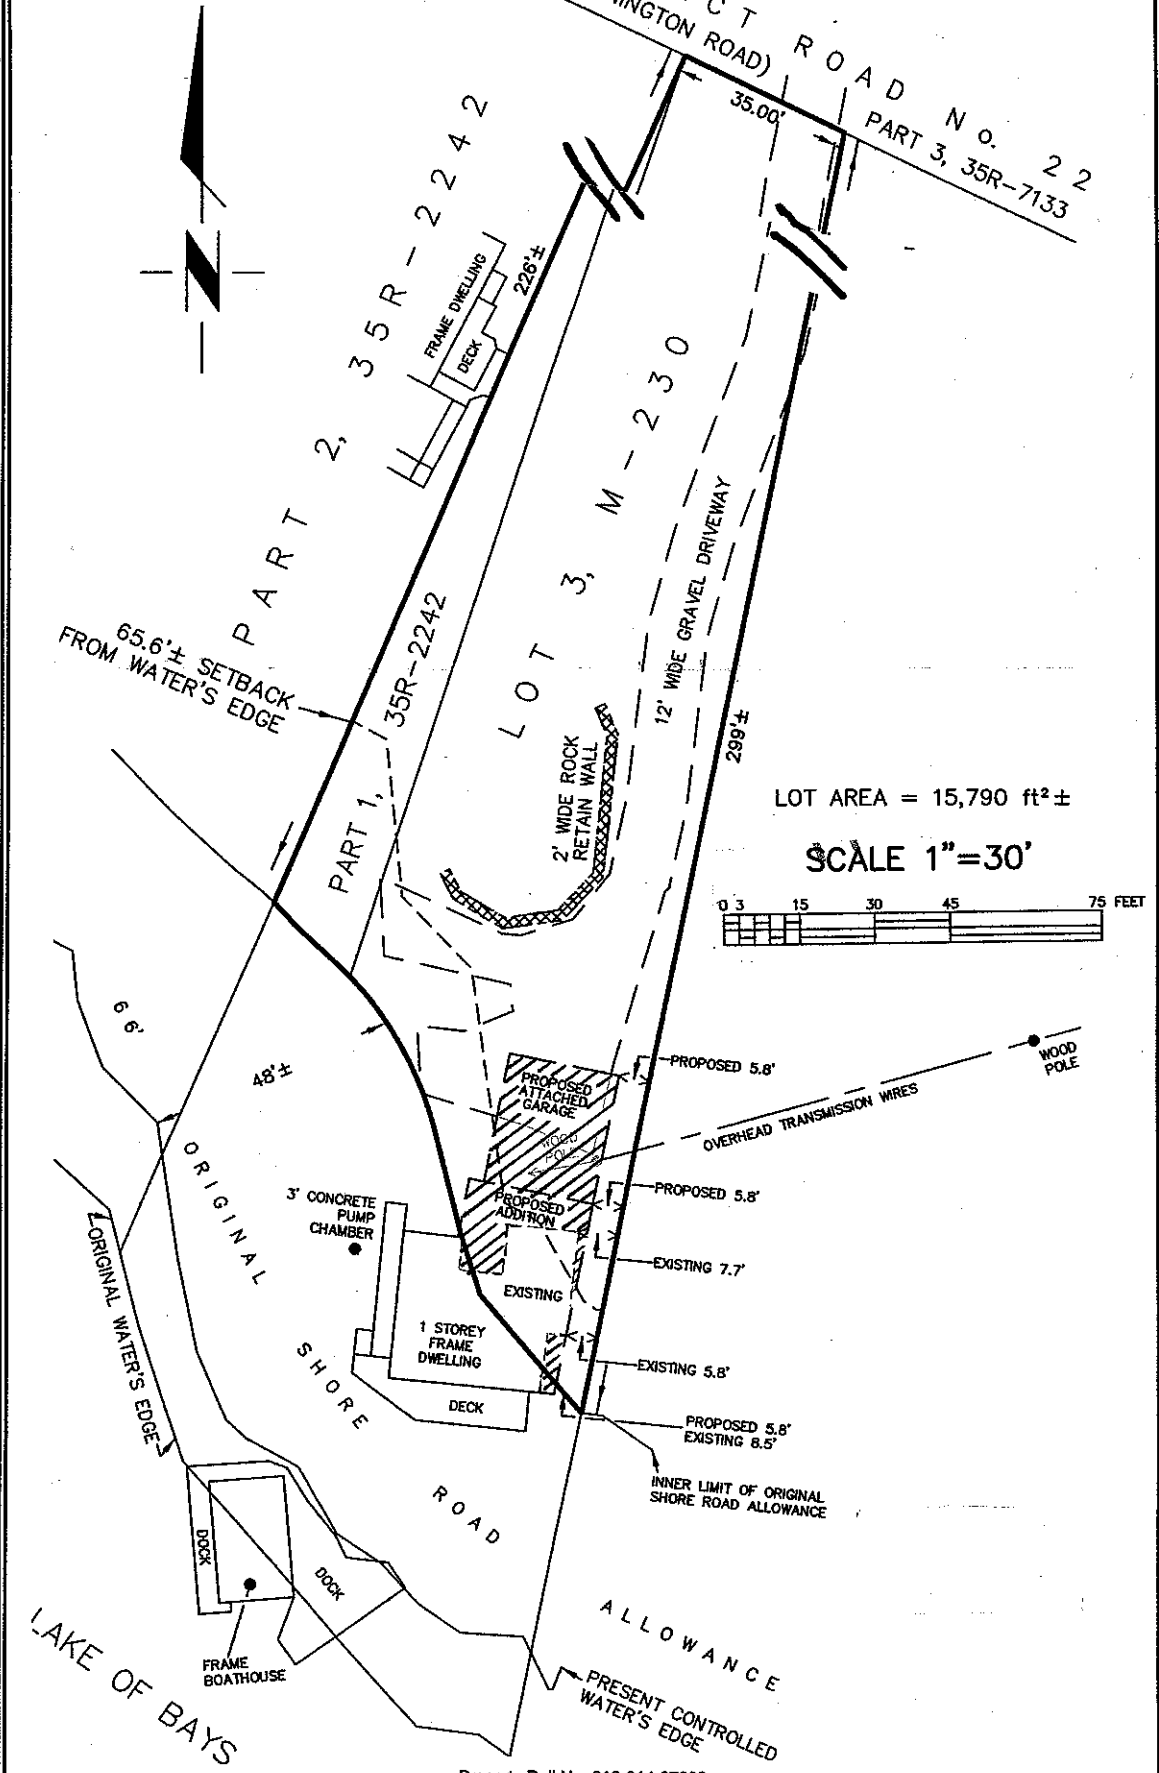 CT ROAD No. 22
INGTON ROAD)
35.00'
PART 3, 35R-7133
N
PART 2, 35R-2242
FRAME DWELLING
DECK
226'±
LOT 3, M-230
12' WIDE GRAVEL DRIVEWAY
65.6'± SETBACK
FROM WATER'S EDGE
PART 1, 35R-2242
2' WIDE ROCK
RETAIN WALL
299'±
LOT AREA = 15,790 ft²±
SCALE 1"=30'
0 3 15 30 45 75 FEET
66'
48'±
WOOD
POLE
OVERHEAD TRANSMISSION WIRES
PROPOSED 5.8'
PROPOSED
ATTACHED
GARAGE
WOOD
POLE
PROPOSED 5.8'
PROPOSED
ADDITION
3' CONCRETE
PUMP
CHAMBER
EXISTING 7.7'
EXISTING
1 STOREY
FRAME
DWELLING
EXISTING 5.8'
DECK
PROPOSED 5.8'
EXISTING 8.5'
INNER LIMIT OF ORIGINAL
SHORE ROAD ALLOWANCE
ORIGINAL WATER'S EDGE
ORIGINAL SHORE ROAD ALLOWANCE
DOCK
DOCK
FRAME
BOATHOUSE
PRESENT CONTROLLED
WATER'S EDGE
LAKE OF BAYS